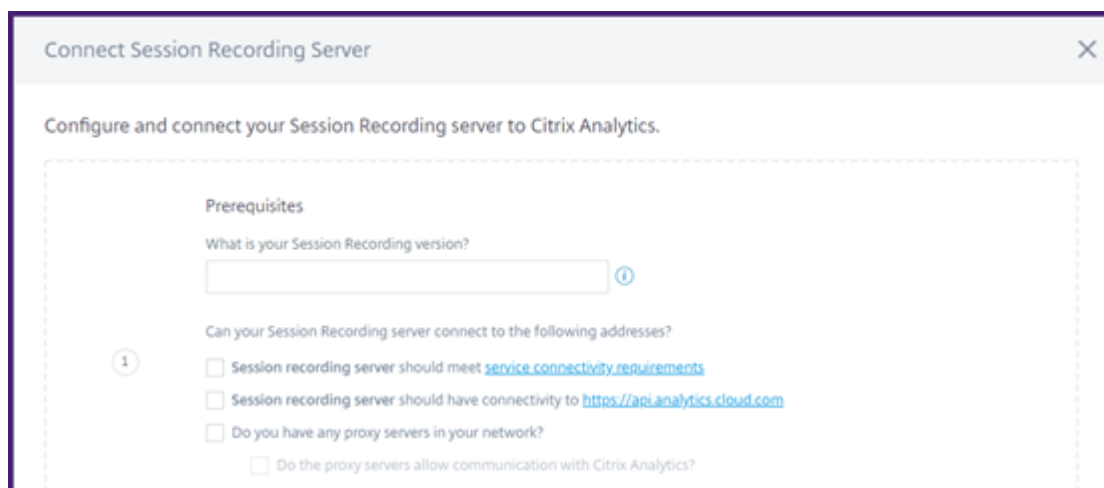 Connect Session Recording Server
Configure and connect your Session Recording server to Citrix Analytics.
Prerequisites
What is your Session Recording version?
Can your Session Recording server connect to the following addresses?
1
Session recording server should meet service connectivity requirements
Session recording server should have connectivity to https://api.analytics.cloud.com
Do you have any proxy servers in your network?
Do the proxy servers allow communication with Citrix Analytics?